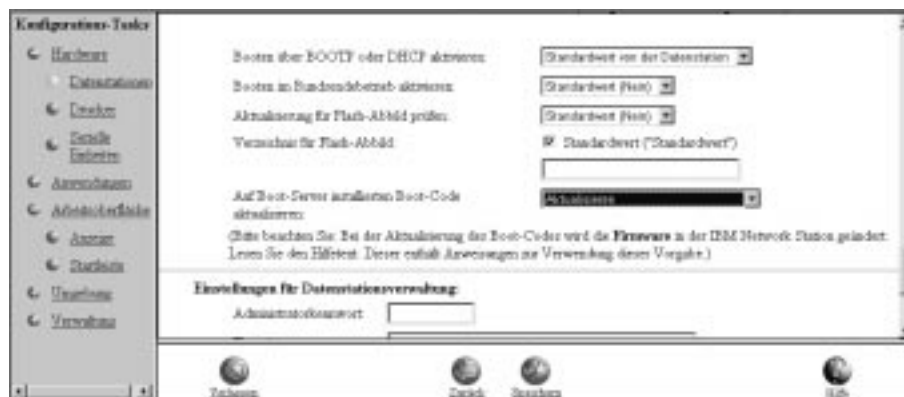 Konfigurations-Tasks
Hardware
Datenstationen
Drucker
Serielle
Einheiten
Anwendungen
Arbeitsoberfläche
Anzeige
Startleiste
Umgebung
Verwaltung
Booten über BOOTP oder DHCP aktivieren:
Standardwert von der Datenstation
Booten im Rundsendebetrieb aktivieren:
Standardwert (Nein)
Aktualisierung für Flash-Abbild prüfen:
Standardwert (Nein)
Verzeichnis für Flash-Abbild:
Standardwert ("Standardwert")
Auf Boot-Server installierten Boot-Code
aktualisieren:
Aktualisieren
(Bitte beachten Sie: Bei der Aktualisierung des Boot-Codes wird die Firmware in der IBM Network Station geändert.
Lesen Sie den Hilfetext. Dieser enthält Anweisungen zur Verwendung dieser Vorgabe.)
Einstellungen für Datenstationsverwaltung:
Administratorkennwort:
Verlassen
Zurück
Speichern
Hilfe